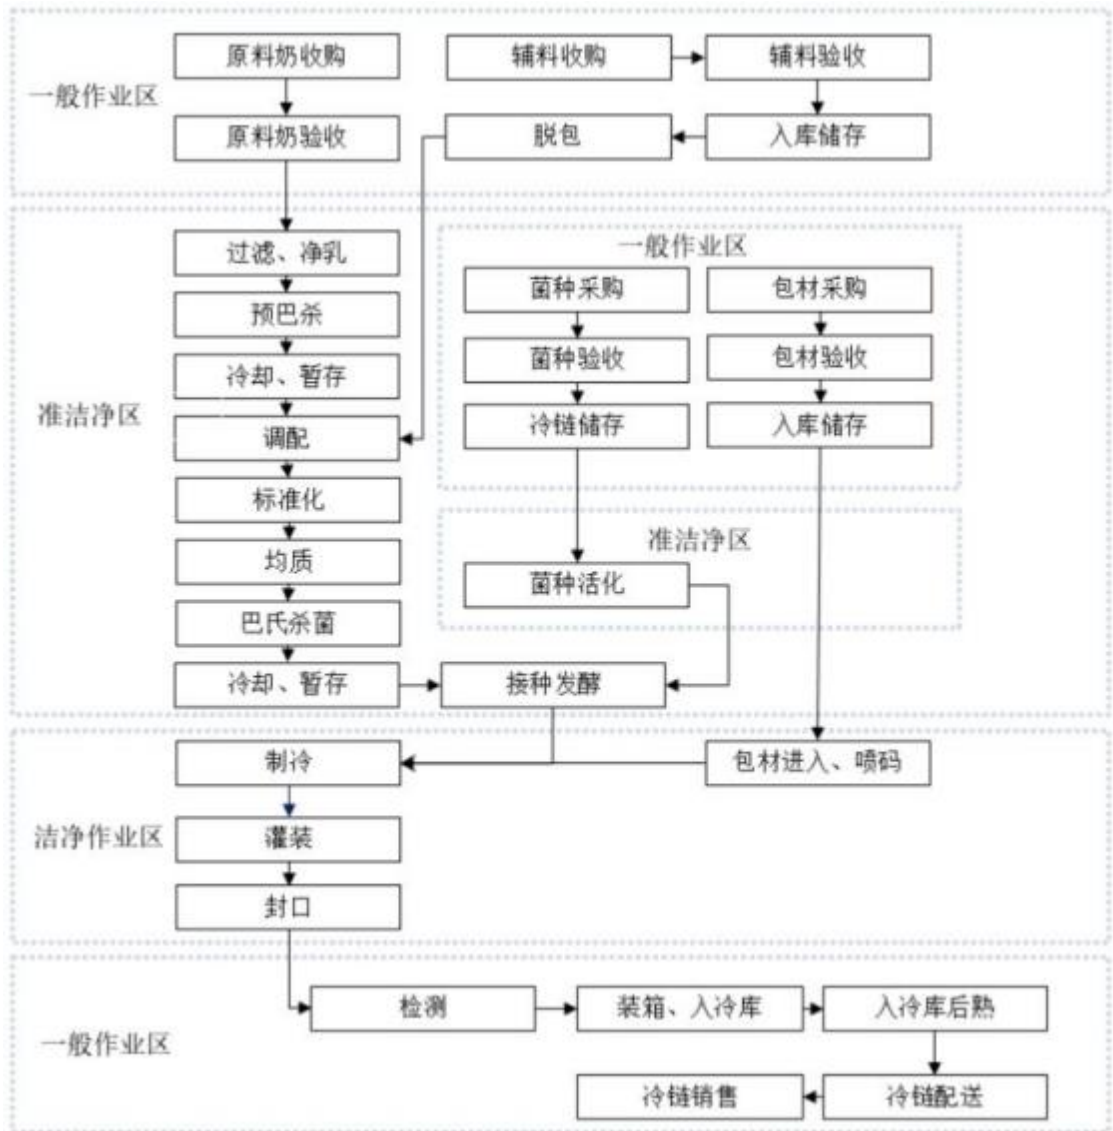 原料奶收购
辅料收购
辅料验收
一般作业区
原料奶验收
脱包
入库储存
过滤、净乳
一般作业区
菌种采购
包材采购
预巴杀
菌种验收
包材验收
冷却、暂存
准洁净区
冷链储存
入库储存
调配
标准化
准洁净区
均质
菌种活化
巴氏杀菌
冷却、暂存
接种发酵
制冷
包材进入、喷码
洁净作业区
灌装
封口
检测
装箱、入冷库
入冷库后熟
一般作业区
冷链销售
冷链配送